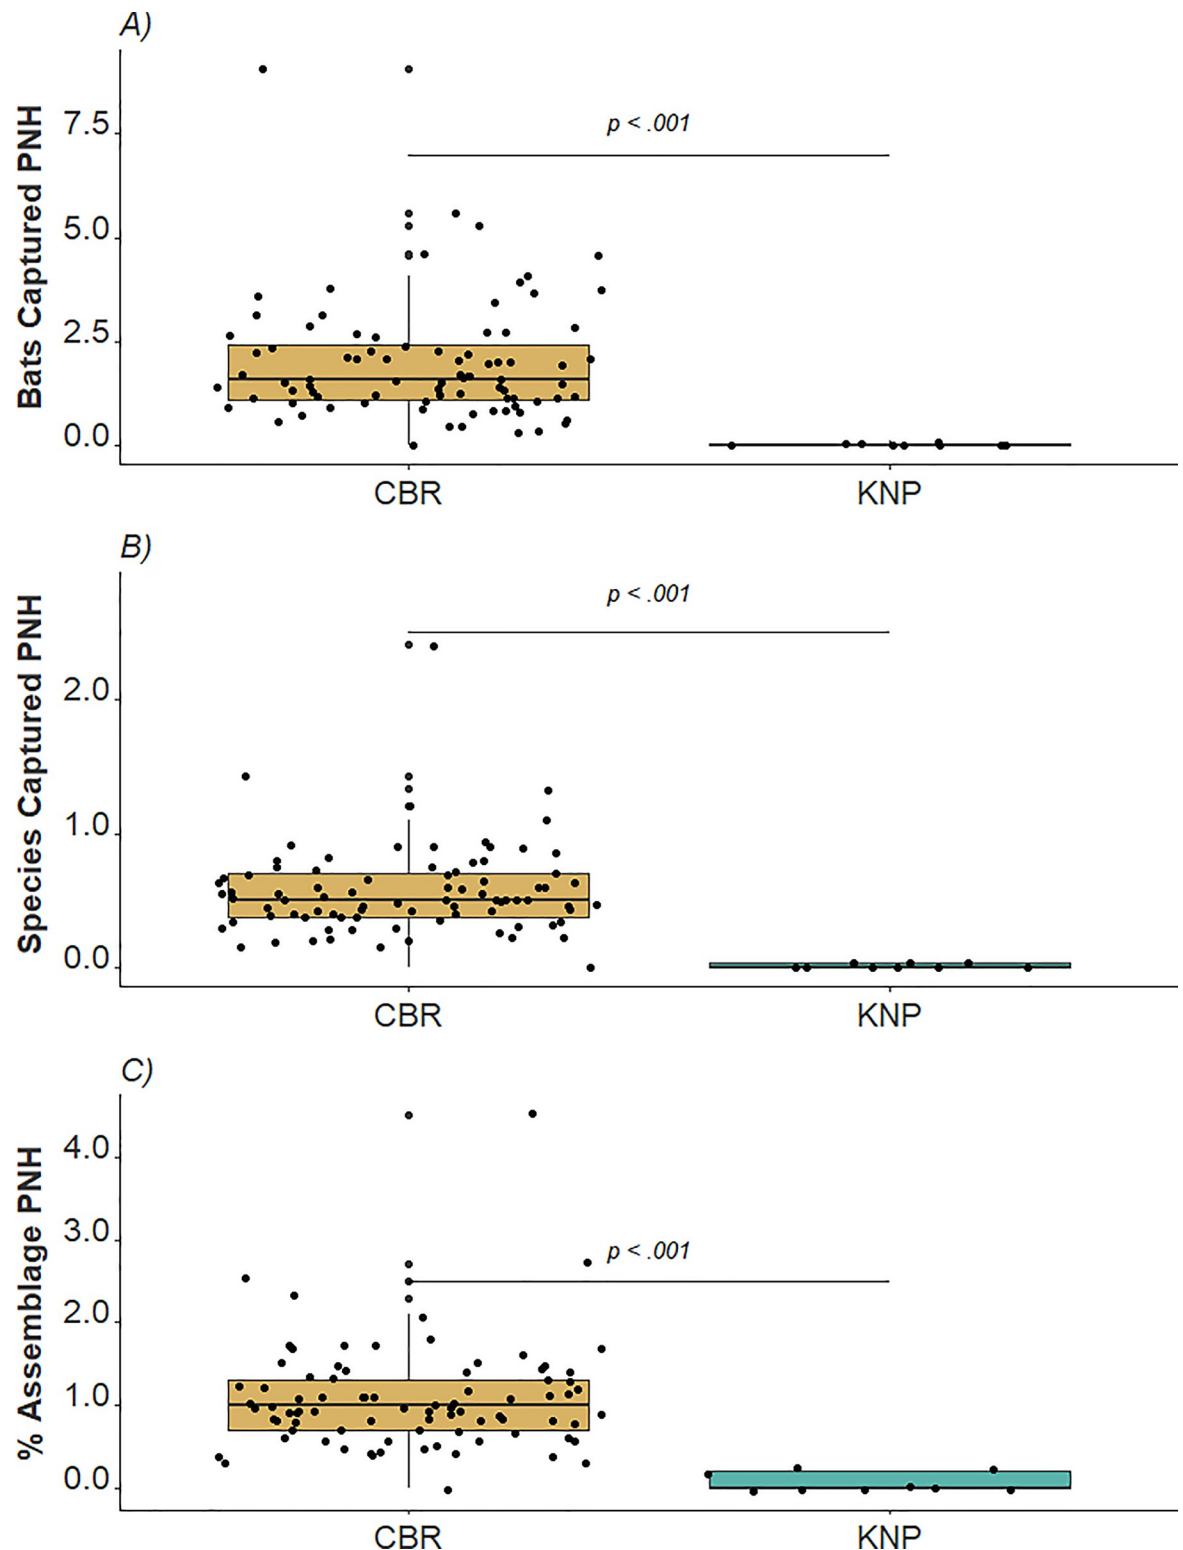 A)
Bats Captured PNH
7.5
5.0
2.5
0.0
p < .001
CBR
KNP
B)
Species Captured PNH
2.0
1.0
0.0
p < .001
CBR
KNP
C)
% Assemblage PNH
4.0
3.0
2.0
1.0
0.0
p < .001
CBR
KNP